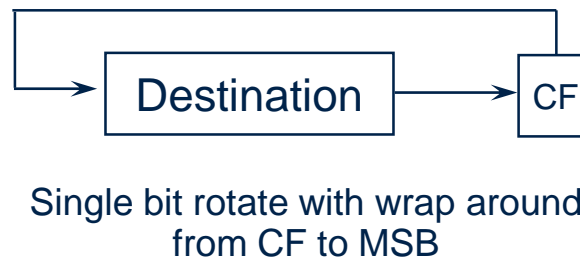 Destination
CF
Single bit rotate with wrap around
from CF to MSB